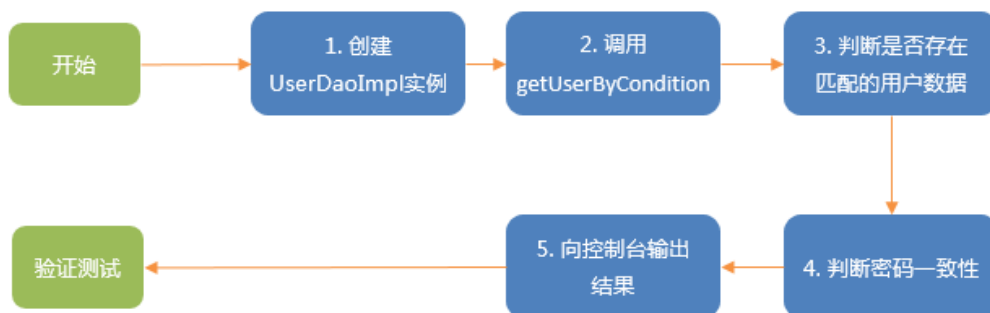 开始
1. 创建
UserDaoImpl实例
2. 调用
getUserByCondition
3. 判断是否存在
匹配的用户数据
4. 判断密码一致性
5. 向控制台输出
结果
验证测试